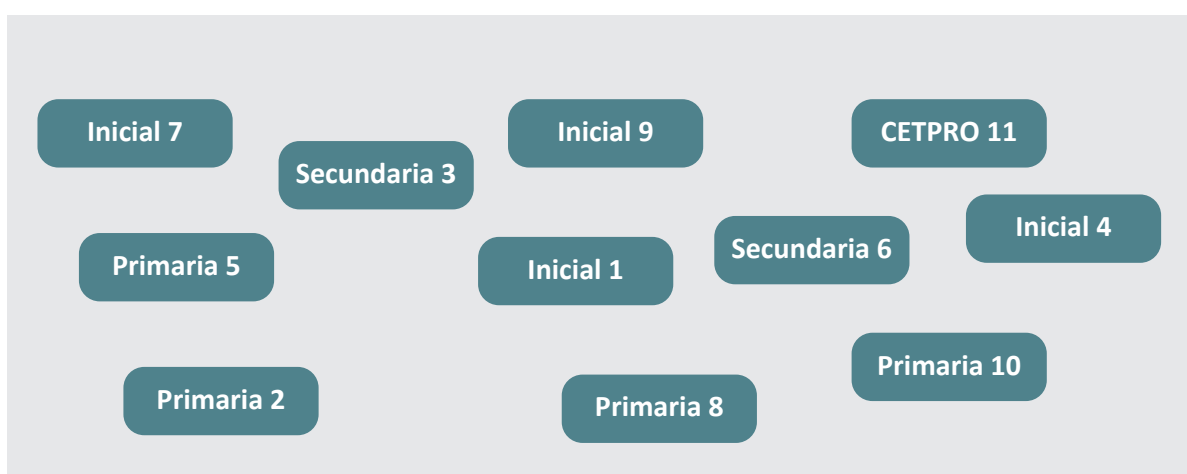 Inicial 7
Inicial 9
CETPRO 11
Secundaria 3
Inicial 4
Secundaria 6
Primaria 5
Inicial 1
Primaria 10
Primaria 2
Primaria 8